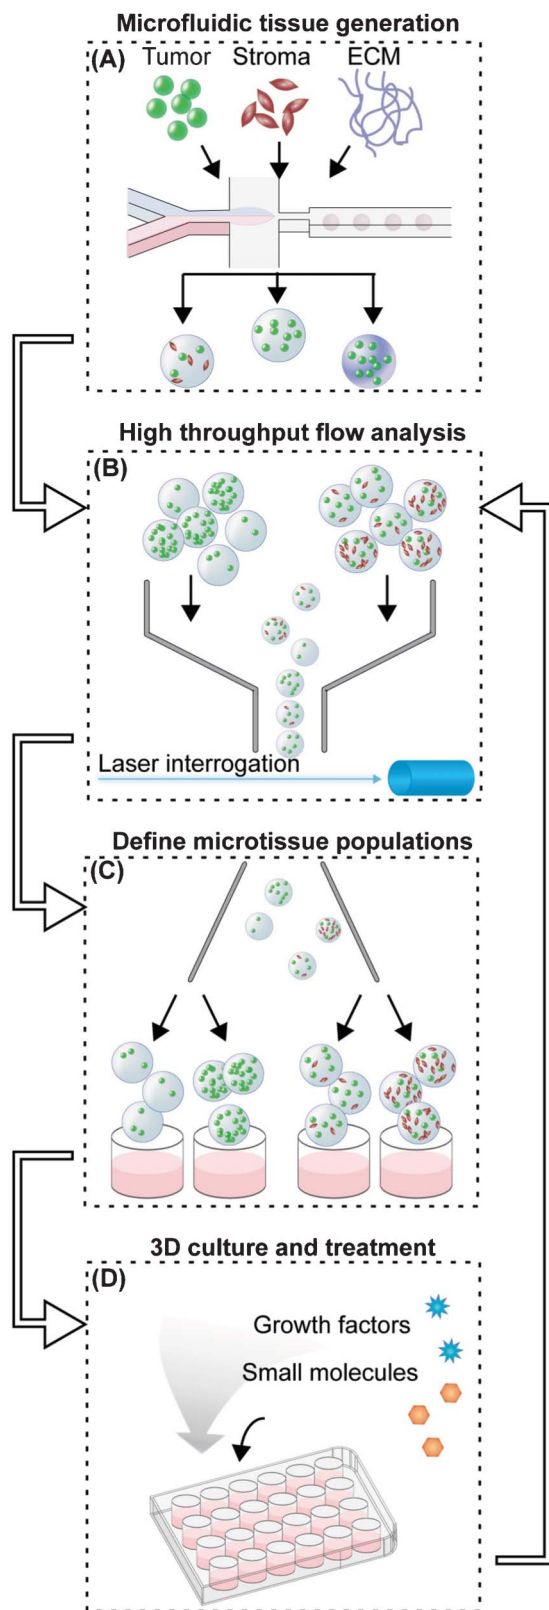 Microfluidic tissue generation
(A) Tumor Stroma ECM
High throughput flow analysis
(B)
Laser interrogation
Define microtissue populations
(C)
3D culture and treatment
(D)
Growth factors
Small molecules